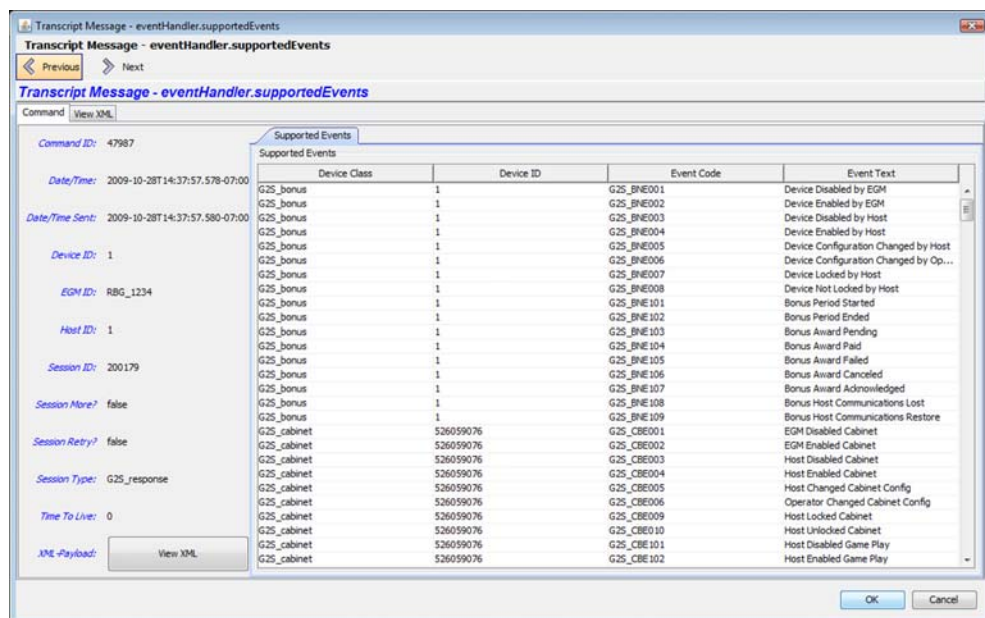 Transcript Message - eventHandler.supportedEvents
Transcript Message - eventHandler.supportedEvents
Previous Next
Transcript Message - eventHandler.supportedEvents
Command View XML
Command ID: 47987
Date/Time: 2009-10-28T14:37:57.578-07:00
Date/Time Sent: 2009-10-28T14:37:57.580-07:00
Device ID: 1
EGM ID: RBG_1234
Host ID: 1
Session ID: 200179
Session More? false
Session Retry? false
Session Type: G2S_response
Time To Live: 0
XML-Payload: View XML
Supported Events
Supported Events
Device Class Device ID Event Code Event Text
G2S_bonus 1 G2S_BNE001 Device Disabled by EGM
G2S_bonus 1 G2S_BNE002 Device Enabled by EGM
G2S_bonus 1 G2S_BNE003 Device Disabled by Host
G2S_bonus 1 G2S_BNE004 Device Enabled by Host
G2S_bonus 1 G2S_BNE005 Device Configuration Changed by Host
G2S_bonus 1 G2S_BNE006 Device Configuration Changed by Op...
G2S_bonus 1 G2S_BNE007 Device Locked by Host
G2S_bonus 1 G2S_BNE008 Device Not Locked by Host
G2S_bonus 1 G2S_BNE101 Bonus Period Started
G2S_bonus 1 G2S_BNE102 Bonus Period Ended
G2S_bonus 1 G2S_BNE103 Bonus Award Pending
G2S_bonus 1 G2S_BNE104 Bonus Award Paid
G2S_bonus 1 G2S_BNE105 Bonus Award Failed
G2S_bonus 1 G2S_BNE106 Bonus Award Canceled
G2S_bonus 1 G2S_BNE107 Bonus Award Acknowledged
G2S_bonus 1 G2S_BNE108 Bonus Host Communications Lost
G2S_bonus 1 G2S_BNE109 Bonus Host Communications Restore
G2S_cabinet 526059076 G2S_CBE001 EGM Disabled Cabinet
G2S_cabinet 526059076 G2S_CBE002 EGM Enabled Cabinet
G2S_cabinet 526059076 G2S_CBE003 Host Disabled Cabinet
G2S_cabinet 526059076 G2S_CBE004 Host Enabled Cabinet
G2S_cabinet 526059076 G2S_CBE005 Host Changed Cabinet Config
G2S_cabinet 526059076 G2S_CBE006 Operator Changed Cabinet Config
G2S_cabinet 526059076 G2S_CBE009 Host Locked Cabinet
G2S_cabinet 526059076 G2S_CBE010 Host Unlocked Cabinet
G2S_cabinet 526059076 G2S_CBE101 Host Disabled Game Play
G2S_cabinet 526059076 G2S_CBE102 Host Enabled Game Play
OK Cancel